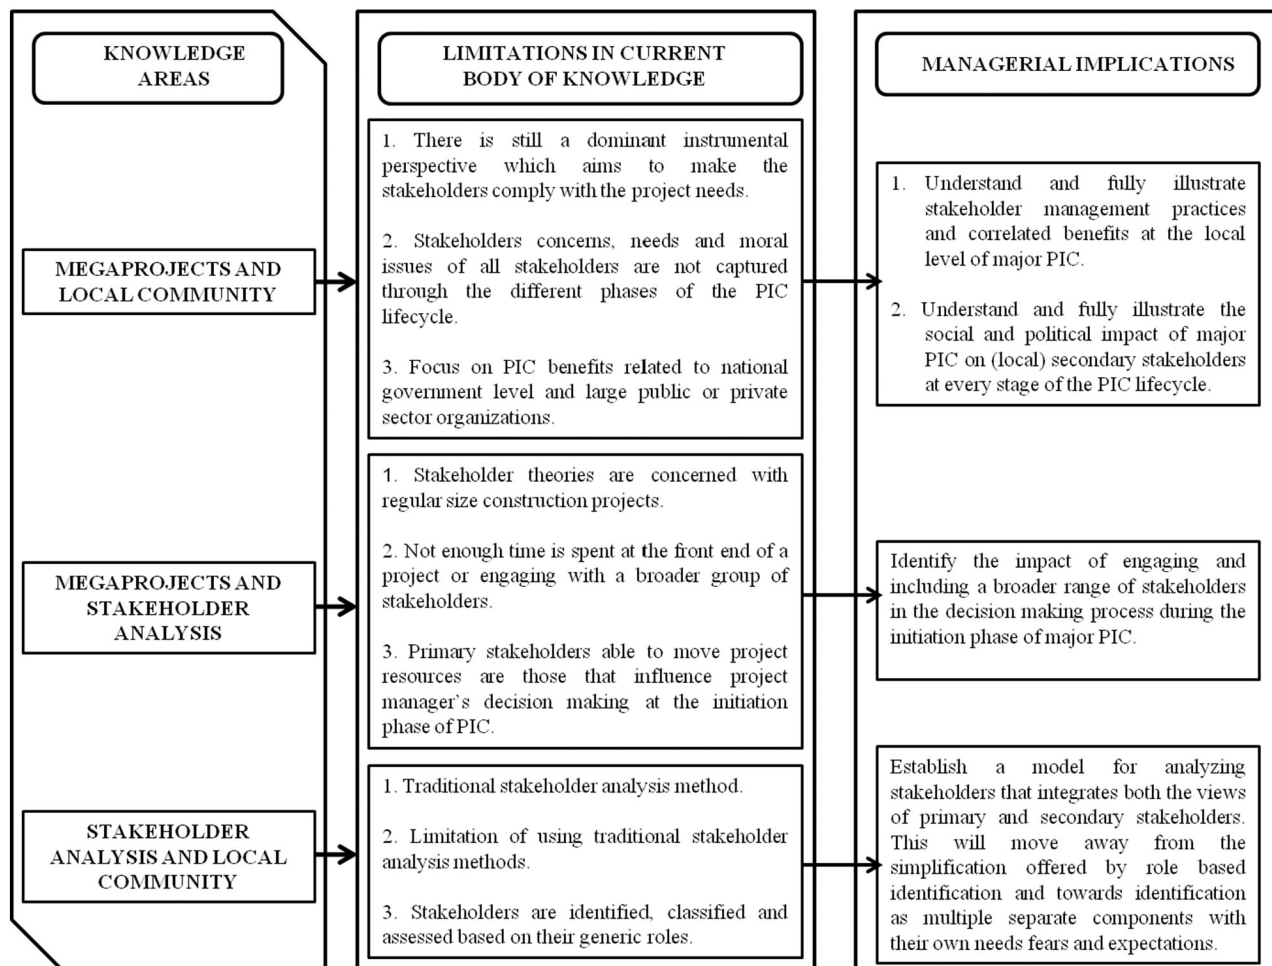 KNOWLEDGE
AREAS
MEGAPROJECTS AND
LOCAL COMMUNITY
MEGAPROJECTS AND
STAKEHOLDER
ANALYSIS
STAKEHOLDER
ANALYSIS AND LOCAL
COMMUNITY
LIMITATIONS IN CURRENT
BODY OF KNOWLEDGE
1. There is still a dominant instrumental
perspective which aims to make the
stakeholders comply with the project needs.
2. Stakeholders concerns, needs and moral
issues of all stakeholders are not captured
through the different phases of the PIC
lifecycle.
3. Focus on PIC benefits related to national
government level and large public or private
sector organizations.
1. Stakeholder theories are concerned with
regular size construction projects.
2. Not enough time is spent at the front end of a
project or engaging with a broader group of
stakeholders.
3. Primary stakeholders able to move project
resources are those that influence project
manager`s decision making at the initiation
phase of PIC.
1. Traditional stakeholder analysis method.
2. Limitation of using traditional stakeholder
analysis methods.
3. Stakeholders are identified, classified and
assessed based on their generic roles.
MANAGERIAL IMPLICATIONS
1. Understand and fully illustrate
stakeholder management practices
and correlated benefits at the local
level of major PIC.
2. Understand and fully illustrate the
social and political impact of major
PIC on (local) secondary stakeholders
at every stage of the PIC lifecycle.
Identify the impact of engaging and
including a broader range of stakeholders
in the decision making process during the
initiation phase of major PIC.
Establish a model for analyzing
stakeholders that integrates both the views
of primary and secondary stakeholders.
This will move away from the
simplification offered by role based
identification and towards identification
as multiple separate components with
their own needs fears and expectations.